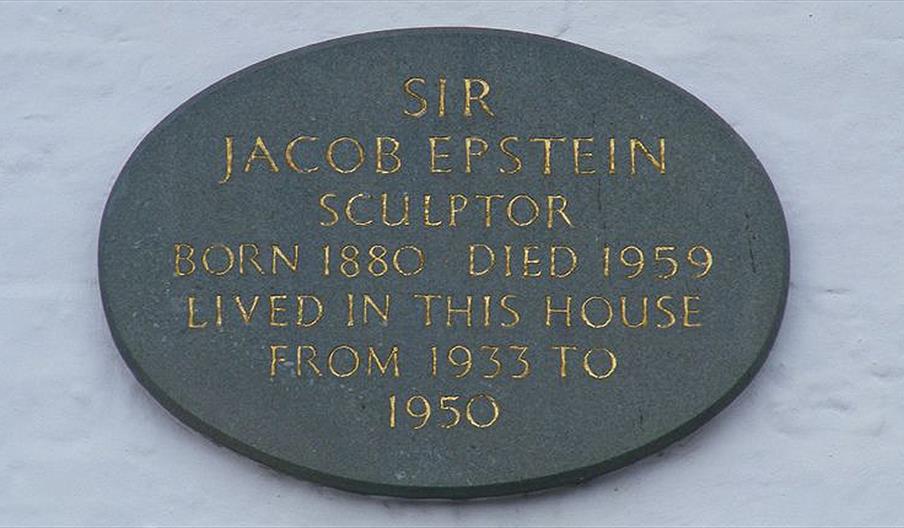 SIR
JACOB EPSTEIN
SCULPTOR
BORN 1880 DIED 1959
LIVED IN THIS HOUSE
FROM 1933 TO
1950